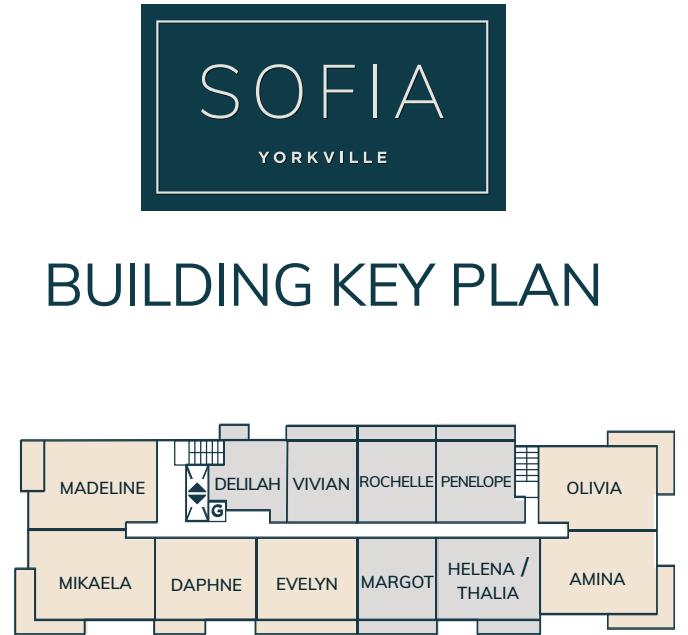 SOFIA
YORKVILLE
BUILDING KEY PLAN
MADELINE
DELILAH
VIVIAN
ROCHELLE
PENELOPE
OLIVIA
G
MIKAELA
DAPHNE
EVELYN
MARGOT
HELENA /
THALIA
AMINA